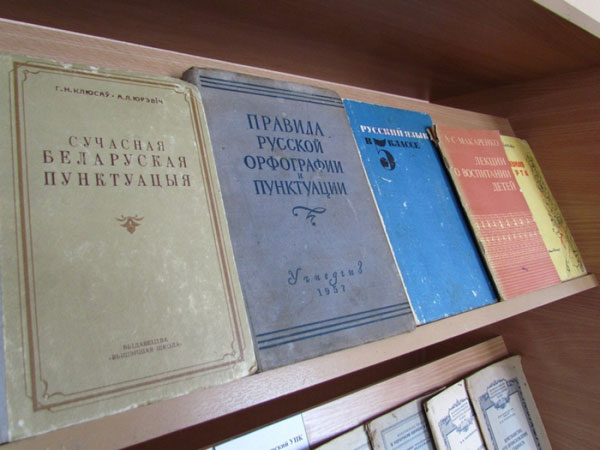 Г. Н. КЛЮСАЎ · А. Л. ЮРЭВІЧ
СУЧАСНАЯ
БЕЛАРУСКАЯ
ПУНКТУАЦЫЯ
ВЫДАВЕЦТВА
«ВЫШЭЙШАЯ ШКОЛА»
ПРАВИЛА
РУССКОЙ
ОРФОГРАФИИ
И
ПУНКТУАЦИИ
Учпедгиз
1957
РУССКИЙ ЯЗЫК
В 5 КЛАССЕ
А·С·МАКАРЕНКО
ЛЕКЦИИ
О ВОСПИТАНИИ
ДЕТЕЙ
УПК